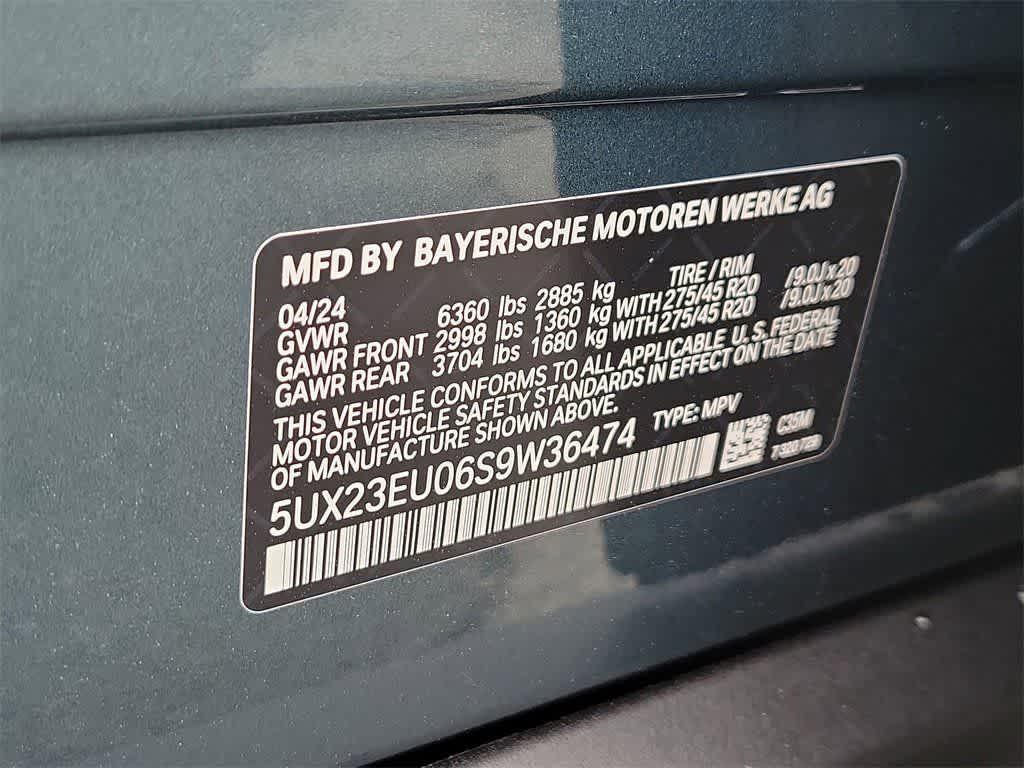 MFD BY BAYERISCHE MOTOREN WERKE AG
04/24 TIRE / RIM
GVWR 6360 lbs 2885 kg
GAWR FRONT 2998 lbs 1360 kg WITH 275/45 R20 /9.0J x 20
GAWR REAR 3704 lbs 1680 kg WITH 275/45 R20 /9.0J x 20
THIS VEHICLE CONFORMS TO ALL APPLICABLE U. S. FEDERAL
MOTOR VEHICLE SAFETY STANDARDS IN EFFECT ON THE DATE
OF MANUFACTURE SHOWN ABOVE.
5UX23EU06S9W36474 TYPE: MPV
C35M